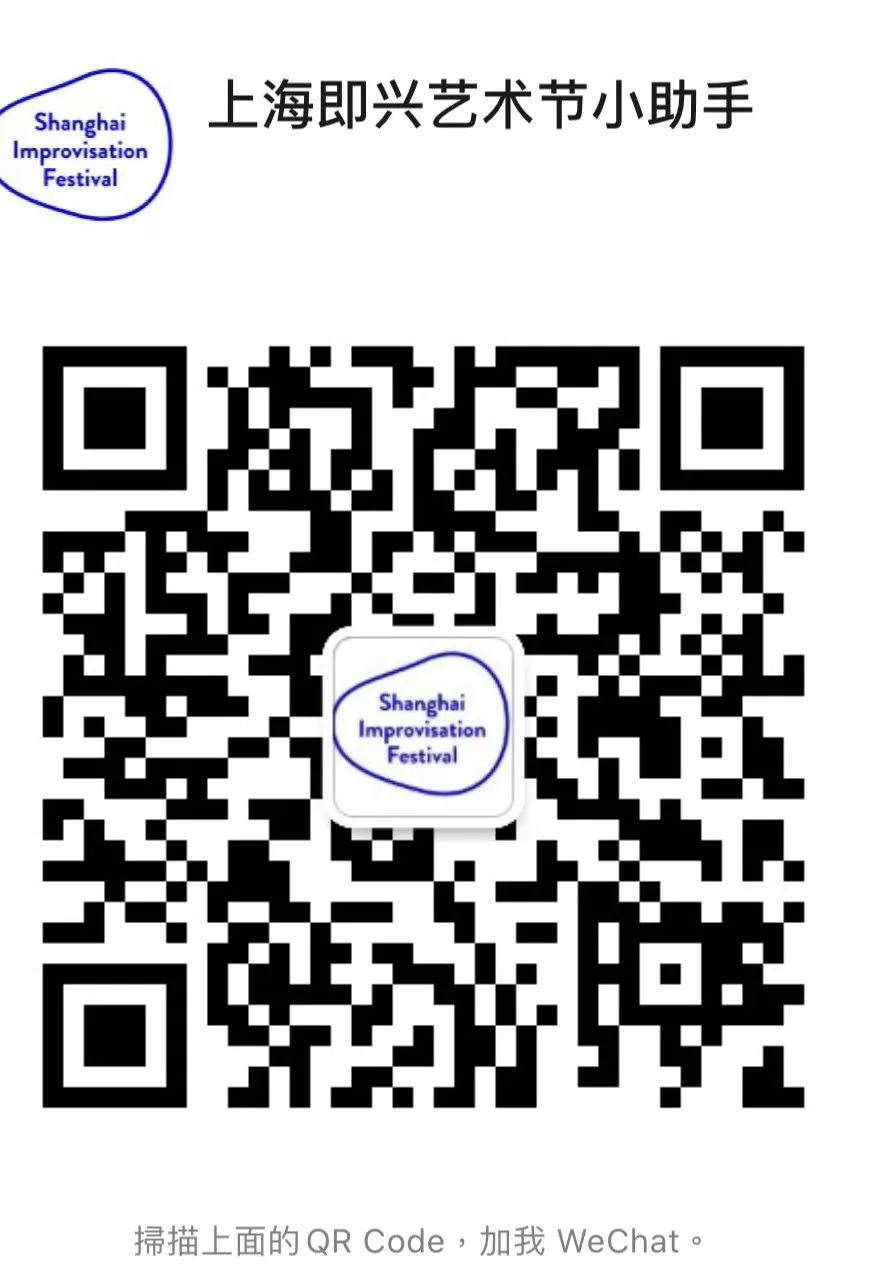 Shanghai
Improvisation
Festival
上海即兴艺术节小助手
Shanghai
Improvisation
Festival
掃描上面的QR Code，加我 WeChat。